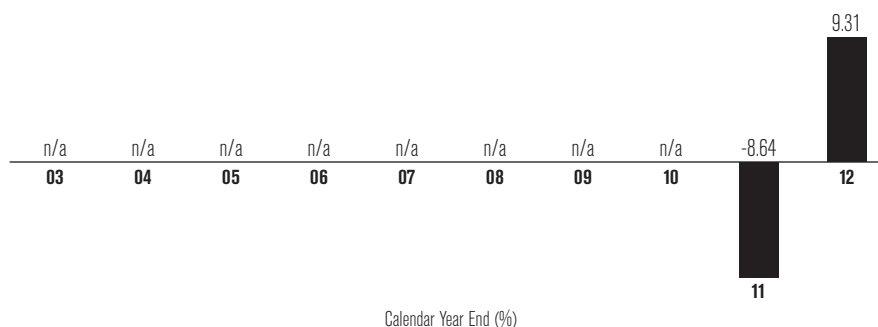 9.31
n/a n/a n/a n/a n/a n/a n/a n/a -8.64
03 04 05 06 07 08 09 10 12
11
Calendar Year End (%)